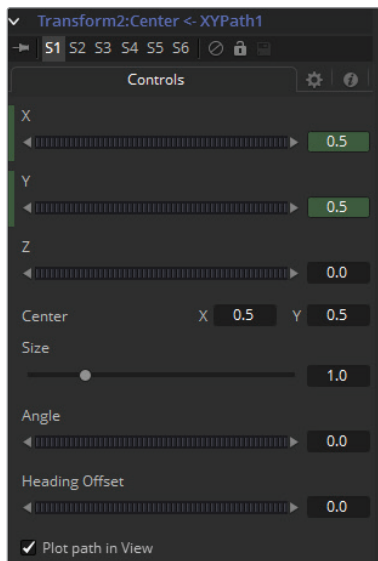 Transform2:Center <- XYPath1
S1 S2 S3 S4 S5 S6
Controls
X
0.5
Y
0.5
Z
0.0
Center X 0.5 Y 0.5
Size
1.0
Angle
0.0
Heading Offset
0.0
Plot path in View